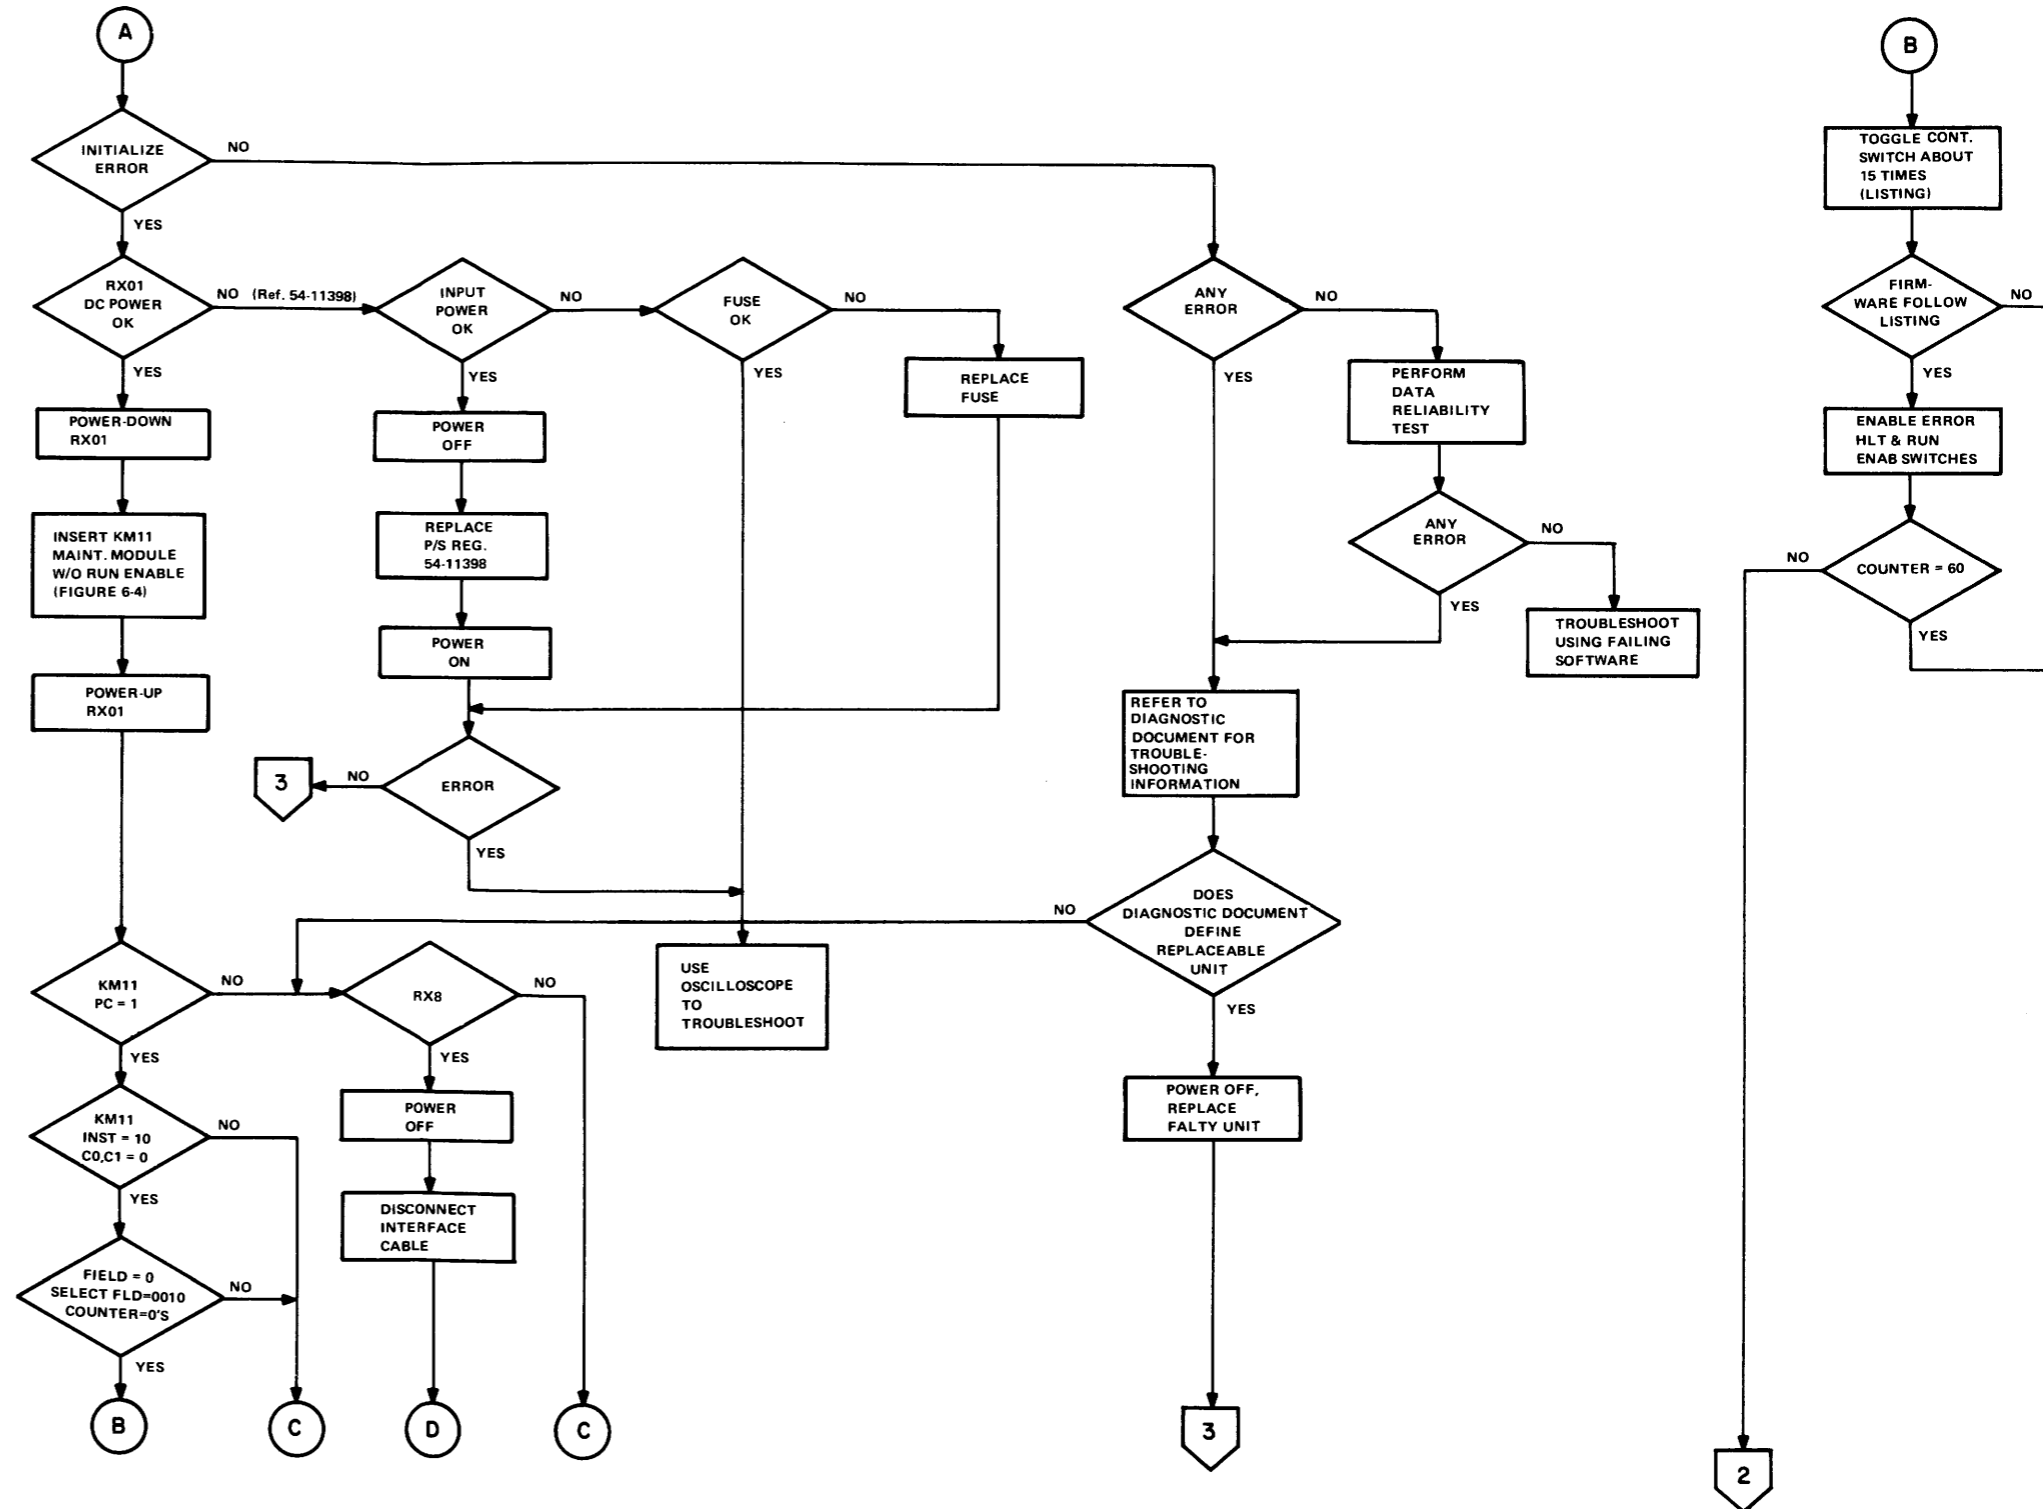 A
INITIALIZE
ERROR
NO
YES
RX01
DC POWER
OK
NO (Ref. 54-11398)
YES
INPUT
POWER
OK
NO
YES
FUSE
OK
NO
YES
REPLACE
FUSE
POWER-DOWN
RX01
INSERT KM11
MAINT. MODULE
W/O RUN ENABLE
(FIGURE 6-4)
POWER-UP
RX01
POWER
OFF
REPLACE
P/S REG.
54-11398
POWER
ON
ERROR
NO
3
YES
USE
OSCILLOSCOPE
TO
TROUBLESHOOT
KM11
PC = 1
NO
YES
RX8
NO
YES
KM11
INST = 10
C0,C1 = 0
NO
YES
FIELD = 0
SELECT FLD=0010
COUNTER=0'S
NO
YES
POWER
OFF
DISCONNECT
INTERFACE
CABLE
B
C
D
C
ANY
ERROR
NO
YES
PERFORM
DATA
RELIABILITY
TEST
ANY
ERROR
NO
YES
TROUBLESHOOT
USING FAILING
SOFTWARE
REFER TO
DIAGNOSTIC
DOCUMENT FOR
TROUBLE-
SHOOTING
INFORMATION
DOES
DIAGNOSTIC DOCUMENT
DEFINE
REPLACEABLE
UNIT
NO
YES
POWER OFF,
REPLACE
FALTY UNIT
3
B
TOGGLE CONT.
SWITCH ABOUT
15 TIMES
(LISTING)
FIRM-
WARE FOLLOW
LISTING
NO
YES
ENABLE ERROR
HLT & RUN
ENAB SWITCHES
COUNTER = 60
NO
YES
2